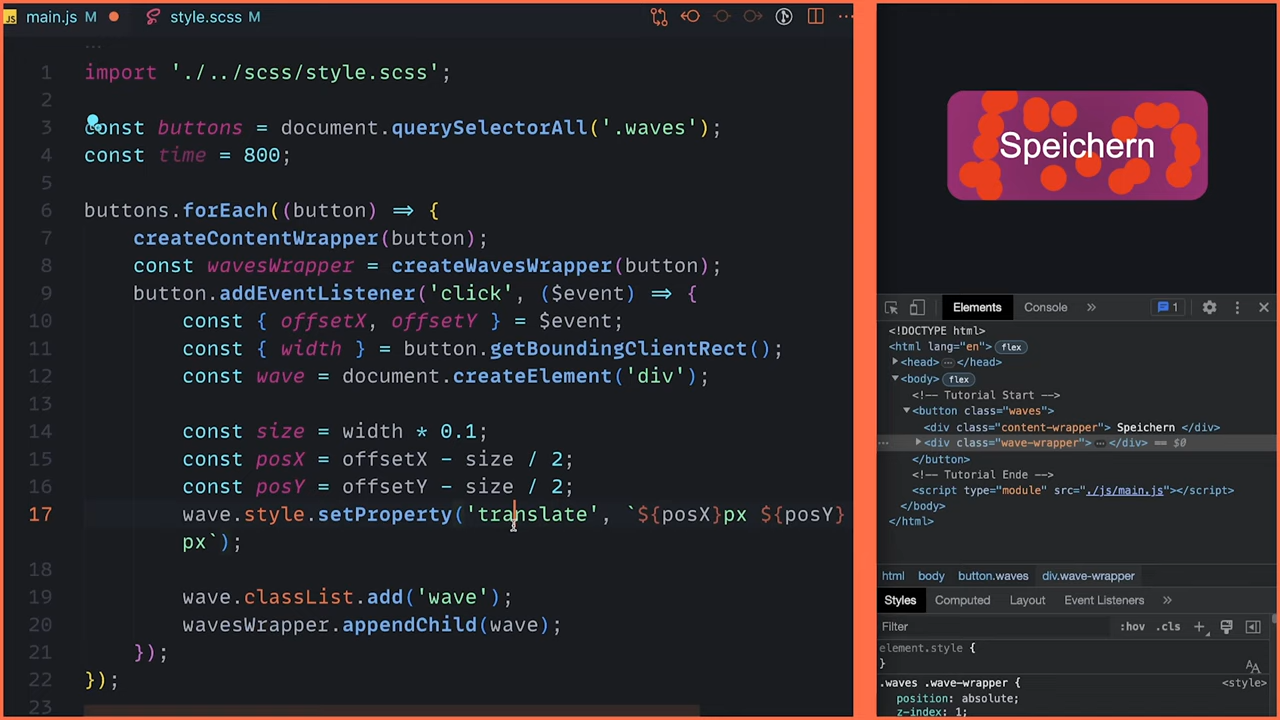 JS main.js M style.scss M
1 import './../scss/style.scss';
2
3 const buttons = document.querySelectorAll('.waves');
4 const time = 800;
5
6 buttons.forEach((button) => {
7 createContentWrapper(button);
8 const wavesWrapper = createWavesWrapper(button);
9 button.addEventListener('click', ($event) => {
10 const { offsetX, offsetY } = $event;
11 const { width } = button.getBoundingClientRect();
12 const wave = document.createElement('div');
13
14 const size = width * 0.1;
15 const posX = offsetX - size / 2;
16 const posY = offsetY - size / 2;
17 wave.style.setProperty('translate', `${posX}px ${posY}
px`);
18
19 wave.classList.add('wave');
20 wavesWrapper.appendChild(wave);
21 });
22 });
23
Speichern
Elements Console » 1
<!DOCTYPE html>
<html lang="en"> flex
<head> … </head>
<body> flex
<!-- Tutorial Start -->
<button class="waves">
<div class="content-wrapper"> Speichern </div>
… <div class="wave-wrapper"> … </div> == $0
</button>
<!-- Tutorial Ende -->
<script type="module" src="./js/main.js"></script>
</body>
</html>
html body button.waves div.wave-wrapper
Styles Computed Layout Event Listeners »
Filter :hov .cls +
element.style {
}
.waves .wave-wrapper { <style>
position: absolute;
z-index: 1;